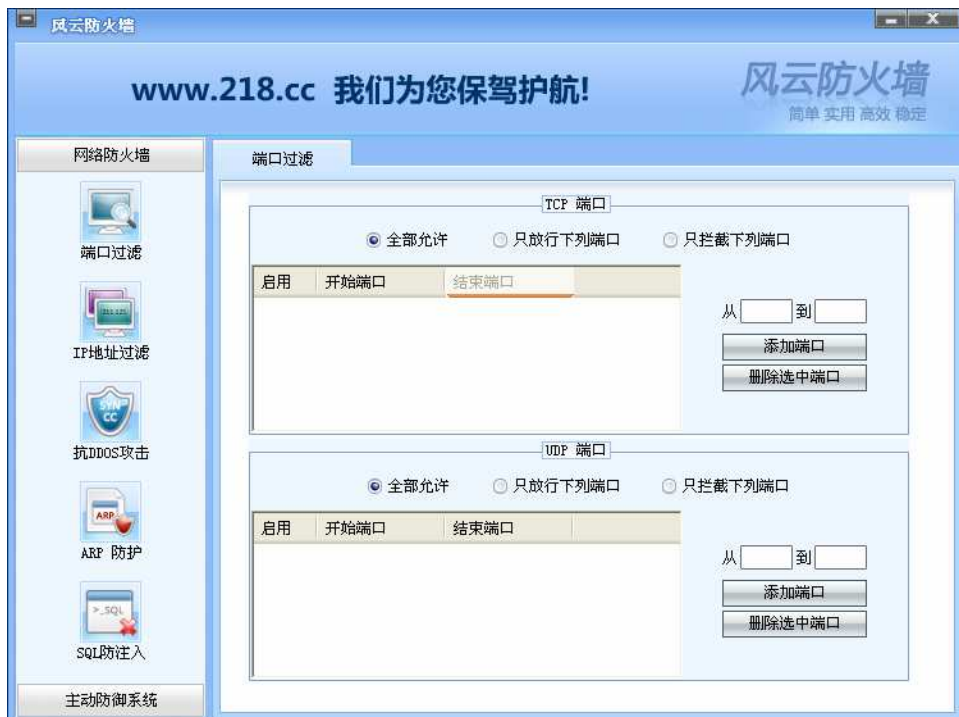 风云防火墙
www.218.cc 我们为您保驾护航!
风云防火墙
简单 实用 高效 稳定
网络防火墙
端口过滤
IP地址过滤
SYN
CC
抗DDOS攻击
ARP
ARP 防护
>_SQL
SQL防注入
主动防御系统
端口过滤
TCP 端口
全部允许 只放行下列端口 只拦截下列端口
启用 开始端口 结束端口
从 到
添加端口
删除选中端口
UDP 端口
全部允许 只放行下列端口 只拦截下列端口
启用 开始端口 结束端口
从 到
添加端口
删除选中端口